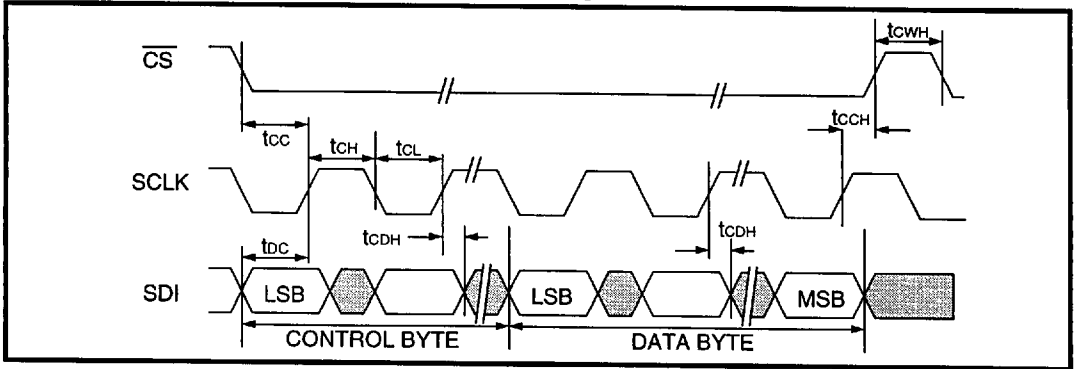 CS
tCWH
tCC
tCH
tCL
tCCH
SCLK
tCDH
tCDH
tDC
SDI
LSB
LSB
MSB
CONTROL BYTE
DATA BYTE